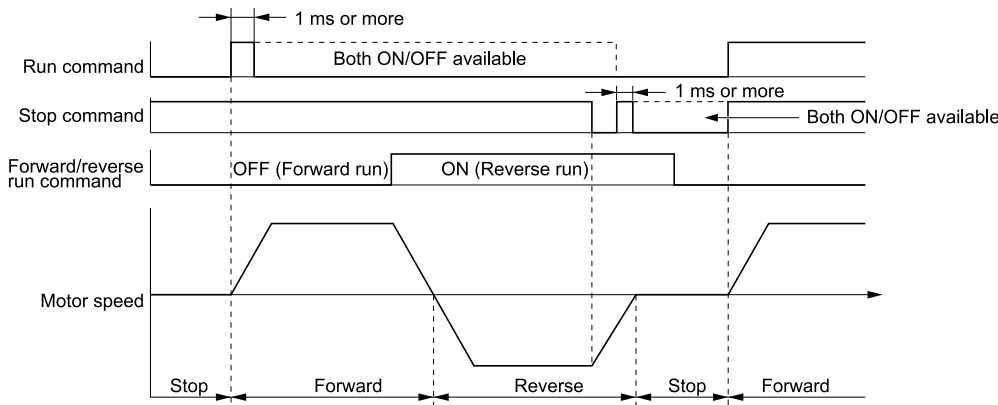 1 ms or more
Run command
Both ON/OFF available
Stop command
1 ms or more
Both ON/OFF available
Forward/reverse
run command
OFF (Forward run)
ON (Reverse run)
Motor speed
Stop
Forward
Reverse
Stop
Forward